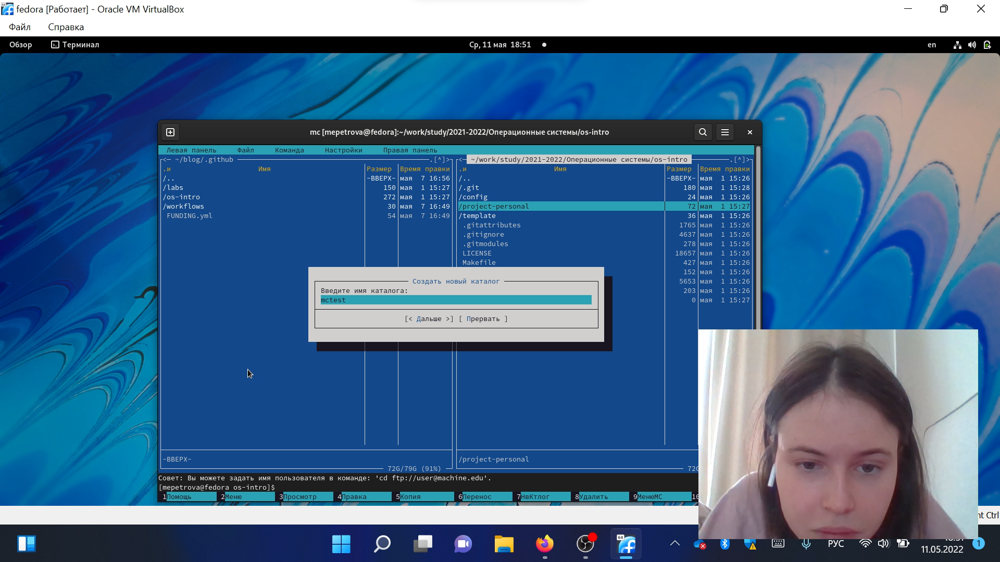 fedora [Работает] - Oracle VM VirtualBox
Файл Справка
Обзор Терминал Ср, 11 мая 18:51 en
mc [mepetrova@fedora]:~/work/study/2021-2022/Операционные системы/os-intro
Левая панель Файл Команда Настройки Правая панель
<— ~/blog/.github .[^]> <— ~/work/study/2021-2022/Операционные системы/os-intro .[^]>
.и Имя Размер Время правки .и Имя Размер Время правки
/.. -ВВЕРХ- мая 7 16:56 /.. -ВВЕРХ- мая 1 15:26
/labs 150 мая 1 15:27 /.git 180 мая 1 15:28
/os-intro 272 мая 1 15:27 /config 24 мая 1 15:26
/workflows 30 мая 7 16:49 /project-personal 72 мая 1 15:27
FUNDING.yml 54 мая 7 16:49 /template 36 мая 1 15:26
.gitattributes 1765 мая 1 15:26
.gitignore 4637 мая 1 15:26
.gitmodules 278 мая 1 15:26
LICENSE 18657 мая 1 15:26
Makefile 427 мая 1 15:26
152 мая 1 15:26
Создать новый каталог 5653 мая 1 15:26
Введите имя каталога: 203 мая 1 15:26
mctest 0 мая 1 15:27
[< Дальше >] [ Прервать ]
-ВВЕРХ- /project-personal
72G/79G (91%) 72G
Совет: Вы можете задать имя пользователя в команде: 'cd ftp://user@machine.edu'.
[mepetrova@fedora os-intro]$
1Помощь 2Меню 3Просмотр 4Правка 5Копия 6Перенос 7НвКтлог 8Удалить 9МенюМС 10
Ctrl
64
РУС
11.05.2022 1